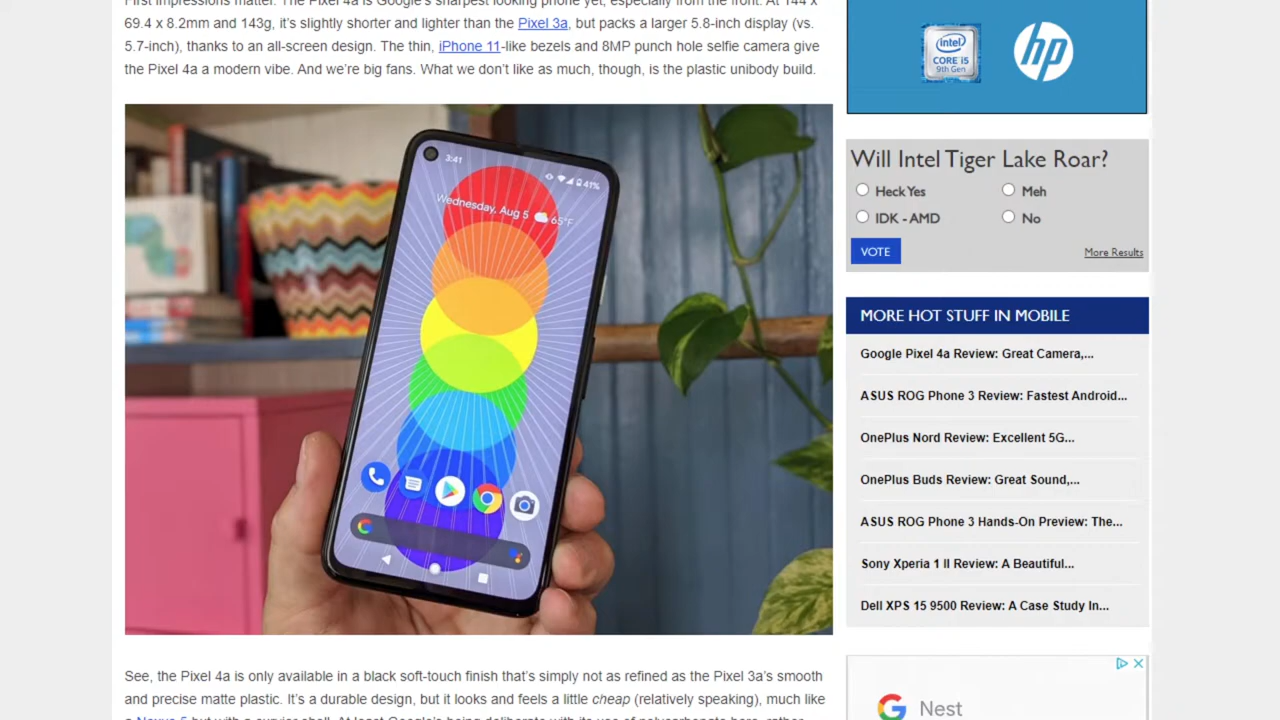 First impressions matter. The Pixel 4a is Google's sharpest looking phone yet, especially from the front. At 144 x
69.4 x 8.2mm and 143g, it's slightly shorter and lighter than the Pixel 3a, but packs a larger 5.8-inch display (vs.
5.7-inch), thanks to an all-screen design. The thin, iPhone 11-like bezels and 8MP punch hole selfie camera give
the Pixel 4a a modern vibe. And we're big fans. What we don't like as much, though, is the plastic unibody build.
3:41
41%
Wednesday, Aug 5
65°F
See, the Pixel 4a is only available in a black soft-touch finish that's simply not as refined as the Pixel 3a's smooth
and precise matte plastic. It's a durable design, but it looks and feels a little cheap (relatively speaking), much like
intel
CORE i5
9th Gen
hp
Will Intel Tiger Lake Roar?
Heck Yes
Meh
IDK - AMD
No
VOTE
More Results
MORE HOT STUFF IN MOBILE
Google Pixel 4a Review: Great Camera,...
ASUS ROG Phone 3 Review: Fastest Android...
OnePlus Nord Review: Excellent 5G...
OnePlus Buds Review: Great Sound,...
ASUS ROG Phone 3 Hands-On Preview: The...
Sony Xperia 1 II Review: A Beautiful...
Dell XPS 15 9500 Review: A Case Study In...
Nest